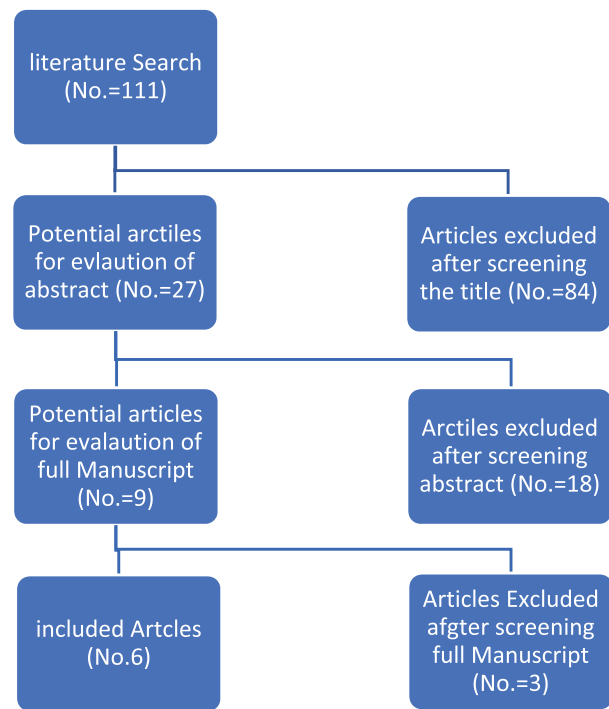 literature Search
(No.=111)
Potential arctiles
for evlaution of
abstract (No.=27)
Articles excluded
after screening
the title (No.=84)
Potential articles
for evalaution of
full Manuscript
(No.=9)
Arctiles excluded
after screening
abstract (No.=18)
included Artcles
(No.6)
Articles Excluded
afgter screening
full Manuscript
(No.=3)